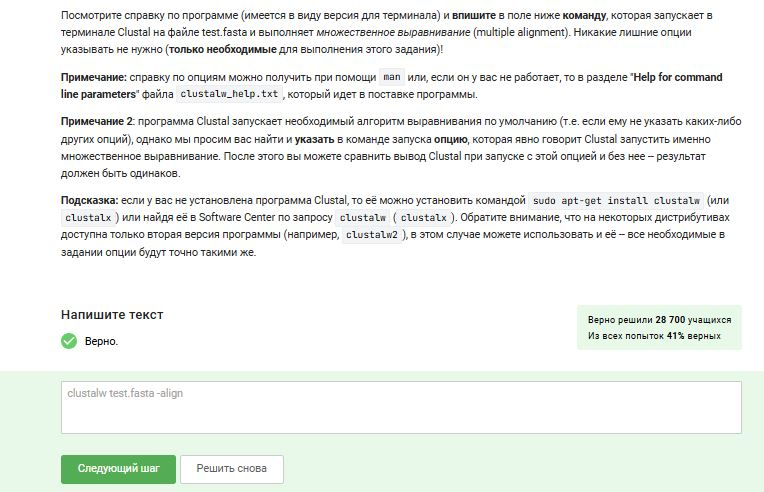 Посмотрите справку по программе (имеется в виду версия для терминала) и впишите в поле ниже команду, которая запускает в
терминале Clustal на файле test.fasta и выполняет множественное выравнивание (multiple alignment). Никакие лишние опции
указывать не нужно (только необходимые для выполнения этого задания)!
Примечание: справку по опциям можно получить при помощи man или, если он у вас не работает, то в разделе "Help for command
line parameters" файла clustalw_help.txt, который идет в поставке программы.
Примечание 2: программа Clustal запускает необходимый алгоритм выравнивания по умолчанию (т.е. если ему не указать каких-либо
других опций), однако мы просим вас найти и указать в команде запуска опцию, которая явно говорит Clustal запустить именно
множественное выравнивание. После этого вы можете сравнить вывод Clustal при запуске с этой опцией и без нее -- результат
должен быть одинаков.
Подсказка: если у вас не установлена программа Clustal, то её можно установить командой sudo apt-get install clustalw (или
clustalx ) или найдя её в Software Center по запросу clustalw ( clustalx ). Обратите внимание, что на некоторых дистрибутивах
доступна только вторая версия программы (например, clustalw2 ), в этом случае можете использовать и её -- все необходимые в
задании опции будут точно такими же.
Напишите текст
Верно решили 28 700 учащихся
Из всех попыток 41% верных
Верно.
clustalw test.fasta -align
Следующий шаг
Решить снова